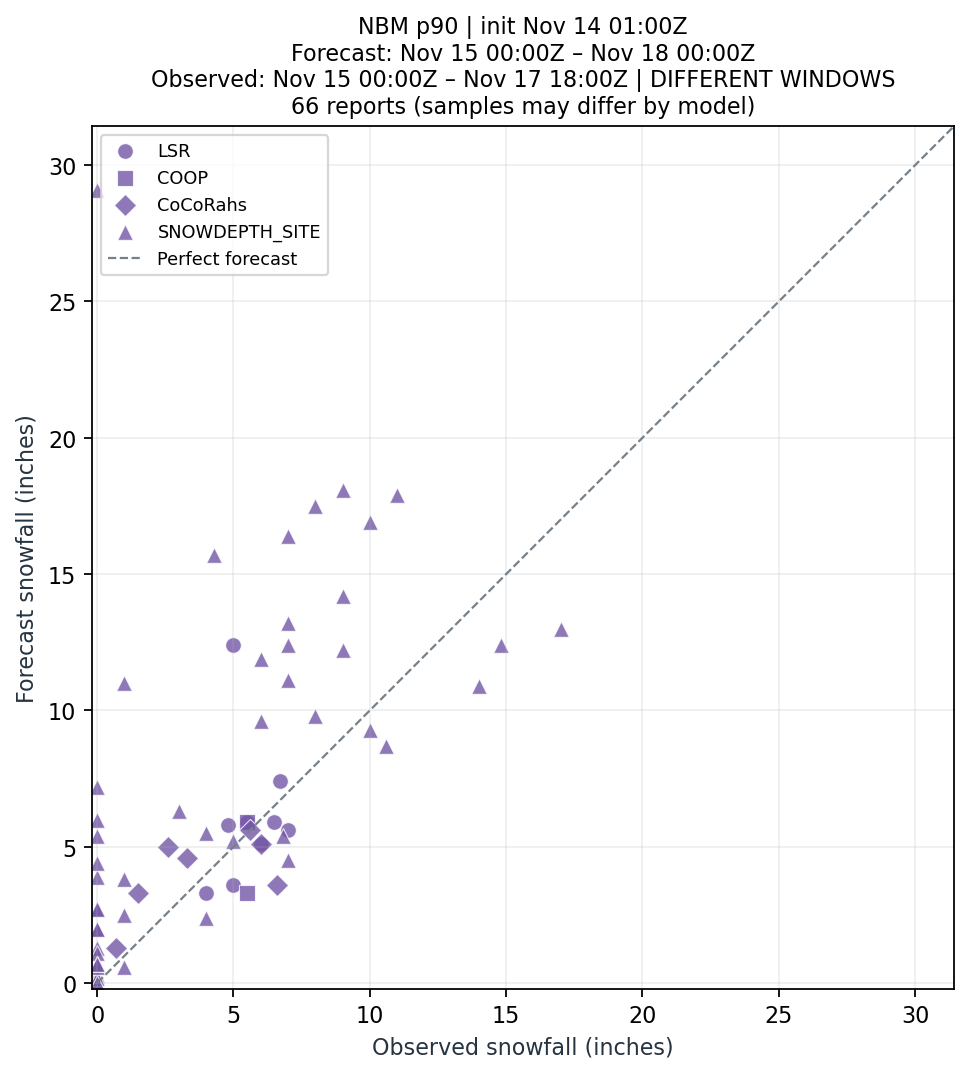 NBM p90 | init Nov 14 01:00Z
Forecast: Nov 15 00:00Z – Nov 18 00:00Z
Observed: Nov 15 00:00Z – Nov 17 18:00Z | DIFFERENT WINDOWS
66 reports (samples may differ by model)
LSR
COOP
CoCoRahs
SNOWDEPTH_SITE
Perfect forecast
30
25
20
15
10
5
0
Forecast snowfall (inches)
0 5 10 15 20 25 30
Observed snowfall (inches)